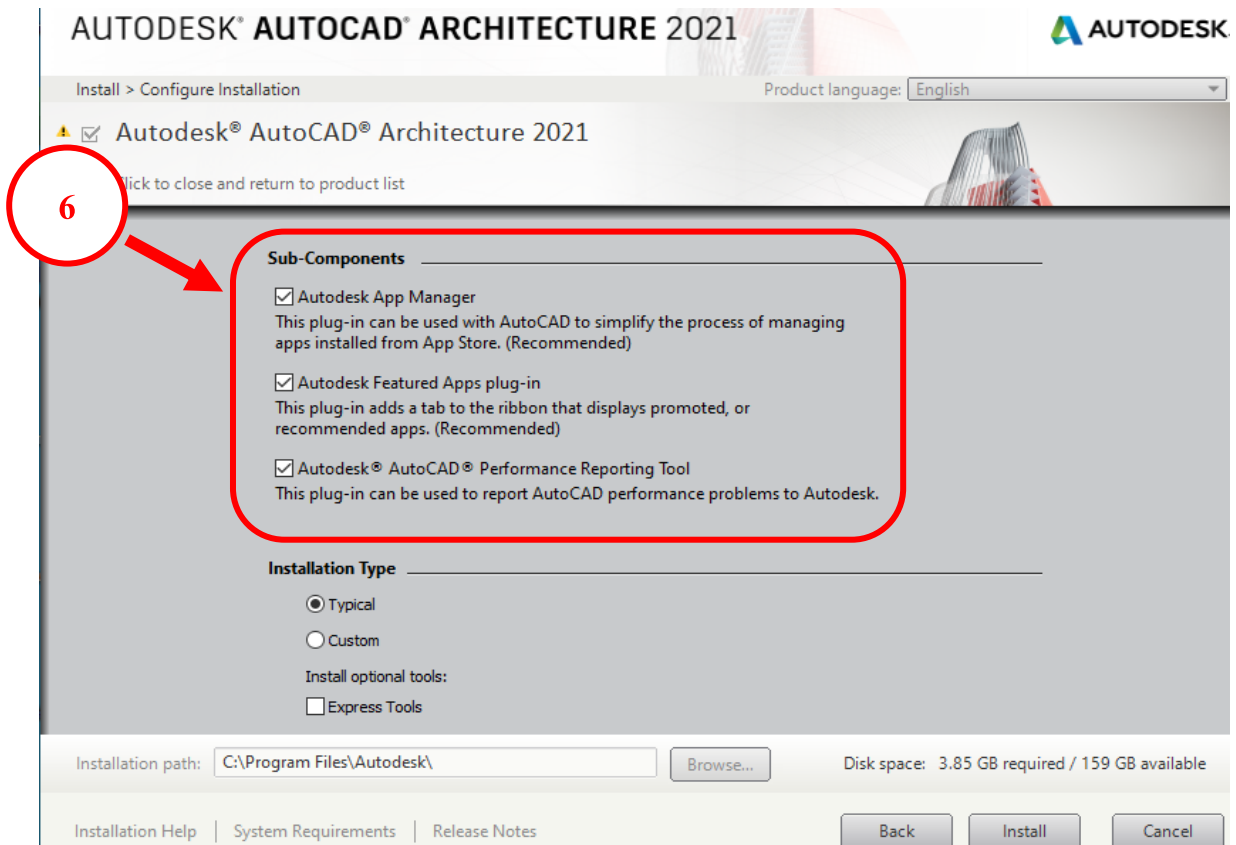 AUTODESK® AUTOCAD® ARCHITECTURE 2021
AUTODESK.
Install > Configure Installation
Product language: English
Autodesk® AutoCAD® Architecture 2021
lick to close and return to product list
6
Sub-Components
Autodesk App Manager
This plug-in can be used with AutoCAD to simplify the process of managing
apps installed from App Store. (Recommended)
Autodesk Featured Apps plug-in
This plug-in adds a tab to the ribbon that displays promoted, or
recommended apps. (Recommended)
Autodesk® AutoCAD® Performance Reporting Tool
This plug-in can be used to report AutoCAD performance problems to Autodesk.
Installation Type
Typical
Custom
Install optional tools:
Express Tools
Installation path: C:\Program Files\Autodesk\ Browse... Disk space: 3.85 GB required / 159 GB available
Installation Help | System Requirements | Release Notes
Back Install Cancel